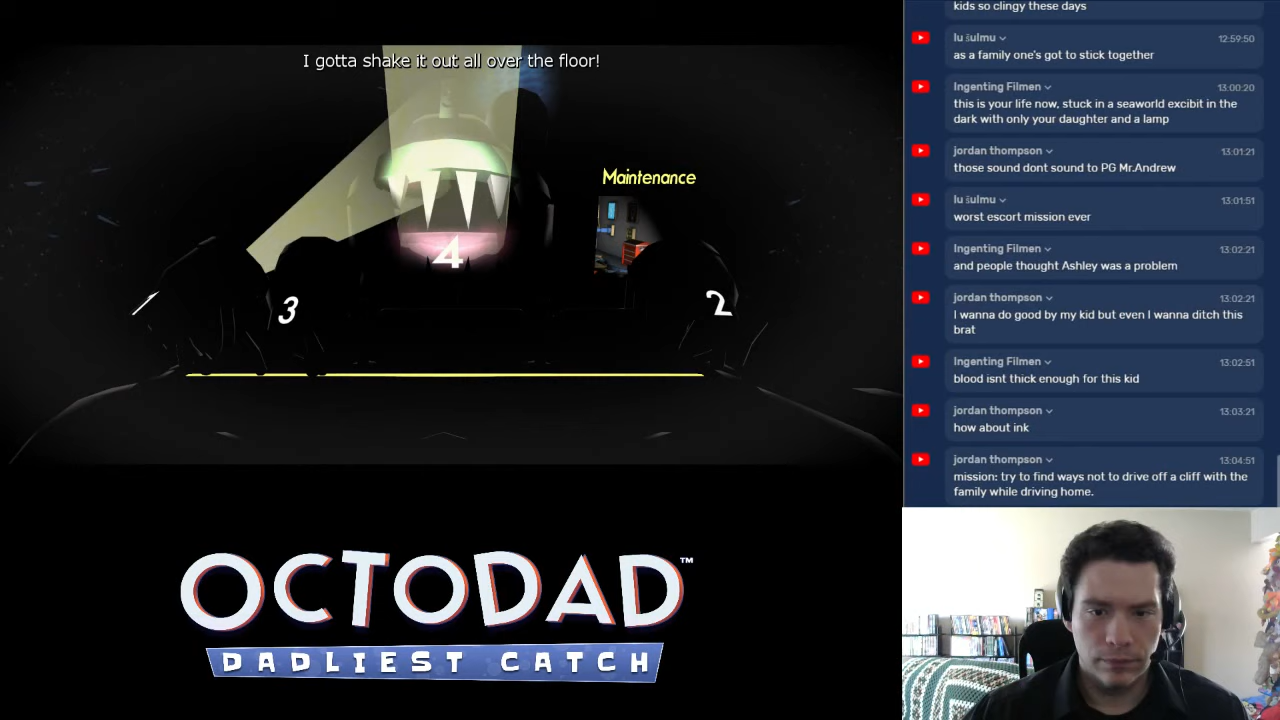 I gotta shake it out all over the floor!
Maintenance
4
1
3
2
OCTODAD™
DADLIEST CATCH
kids so clingy these days
lu šulmu
12:59:50
as a family one's got to stick together
Ingenting Filmen
13:00:20
this is your life now, stuck in a seaworld excibit in the
dark with only your daughter and a lamp
jordan thompson
13:01:21
those sound dont sound to PG Mr.Andrew
lu šulmu
13:01:51
worst escort mission ever
Ingenting Filmen
13:02:21
and people thought Ashley was a problem
jordan thompson
13:02:21
I wanna do good by my kid but even I wanna ditch this
brat
Ingenting Filmen
13:02:51
blood isnt thick enough for this kid
jordan thompson
13:03:21
how about ink
jordan thompson
13:04:51
mission: try to find ways not to drive off a cliff with the
family while driving home.